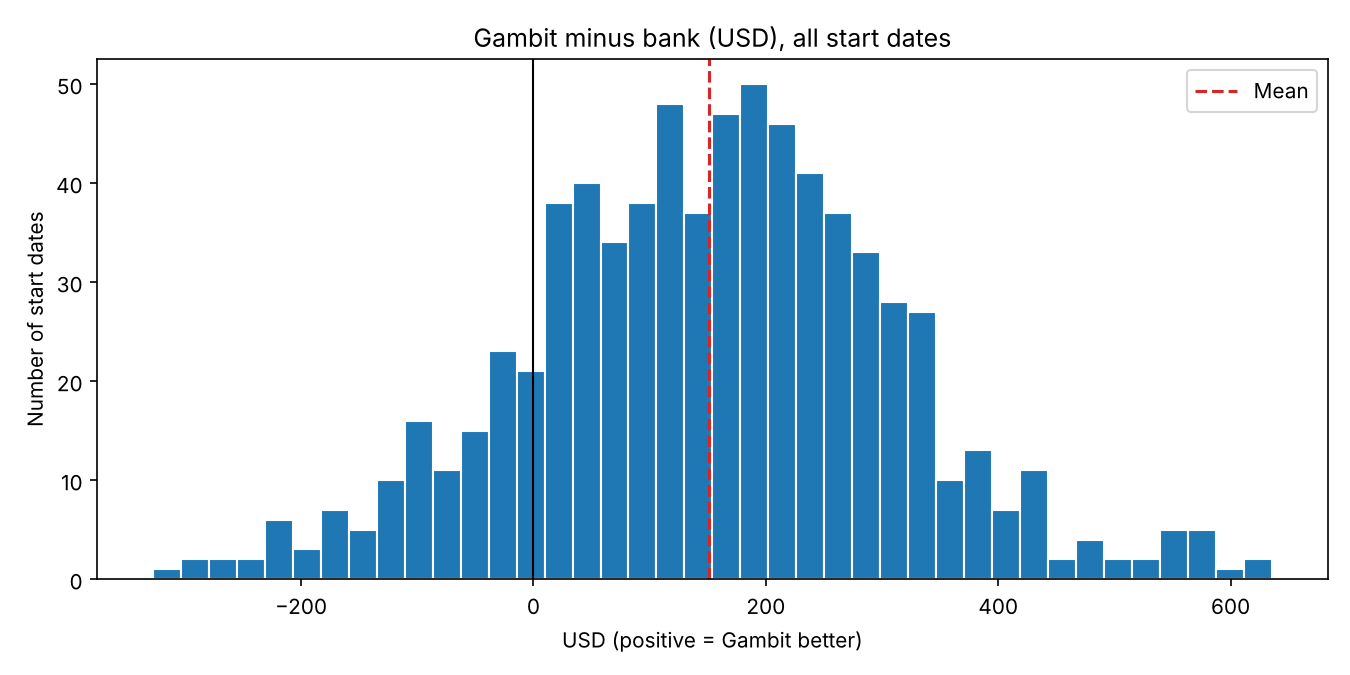 Gambit minus bank (USD), all start dates
Mean
50
40
30
20
10
0
Number of start dates
−200
0
200
400
600
USD (positive = Gambit better)